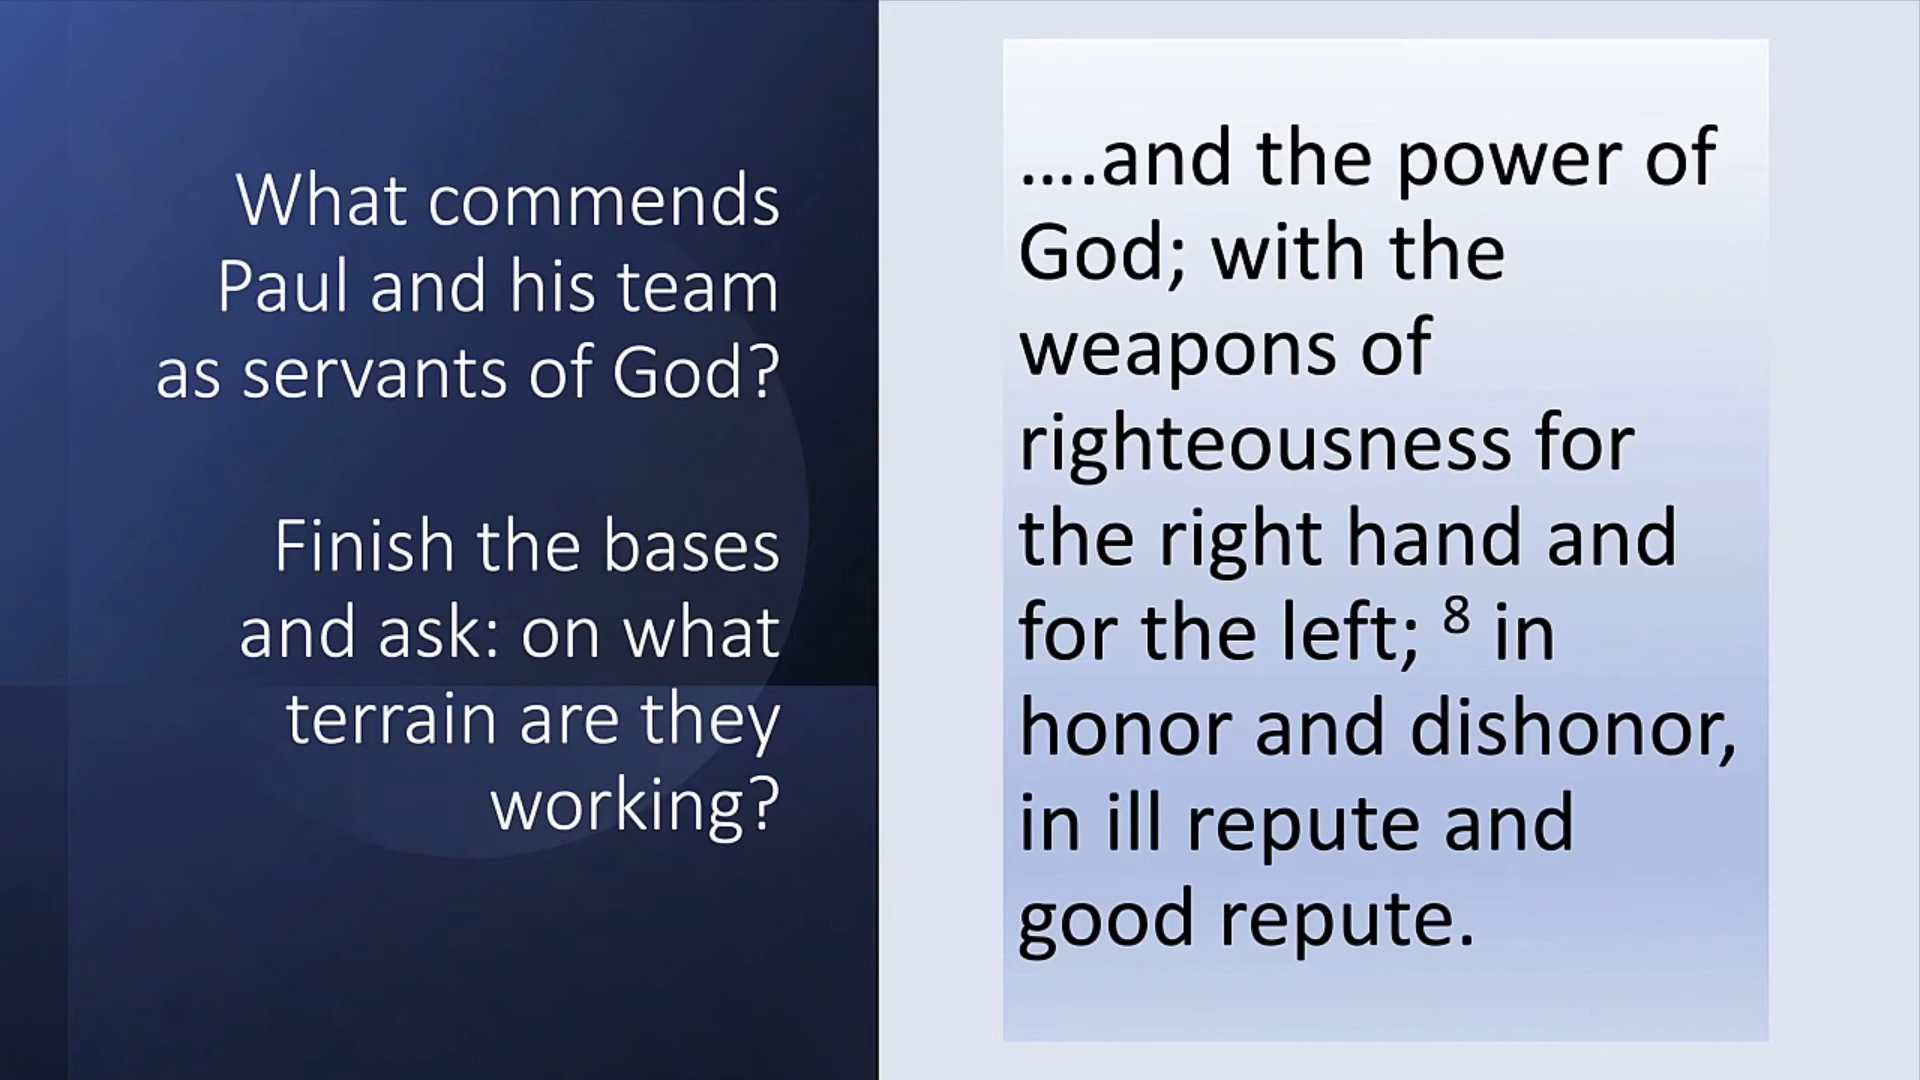 What commends
Paul and his team
as servants of God?
Finish the bases
and ask: on what
terrain are they
working?
....and the power of
God; with the
weapons of
righteousness for
the right hand and
for the left; ⁸ in
honor and dishonor,
in ill repute and
good repute.